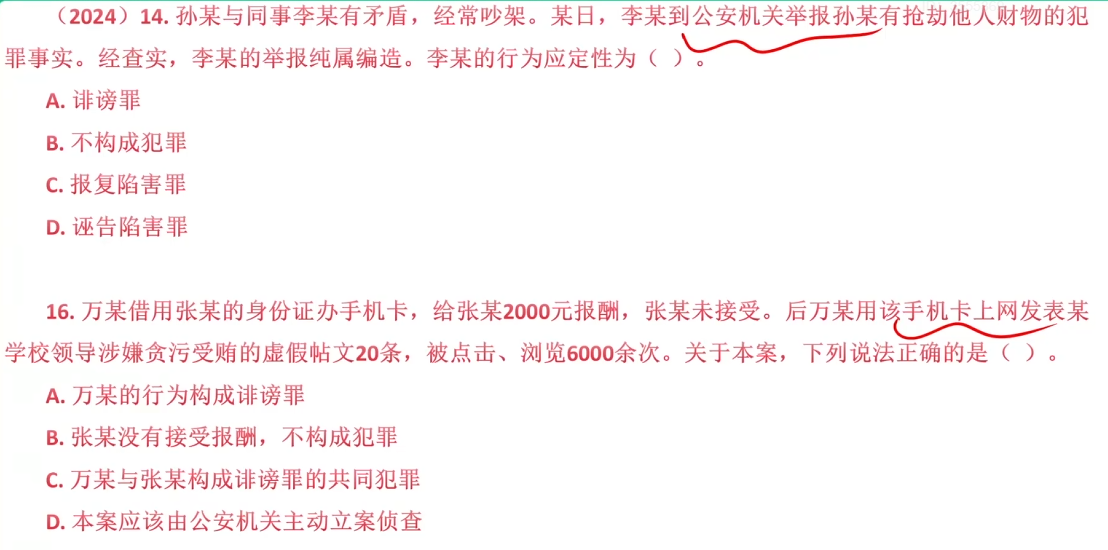 （2024）14. 孙某与同事李某有矛盾，经常吵架。某日，李某到公安机关举报孙某有抢劫他人财物的犯
罪事实。经查实，李某的举报纯属编造。李某的行为应定性为（ ）。
A. 诽谤罪
B. 不构成犯罪
C. 报复陷害罪
D. 诬告陷害罪
16. 万某借用张某的身份证办手机卡，给张某2000元报酬，张某未接受。后万某用该手机卡上网发表某
学校领导涉嫌贪污受贿的虚假帖文20条，被点击、浏览6000余次。关于本案，下列说法正确的是（ ）。
A. 万某的行为构成诽谤罪
B. 张某没有接受报酬，不构成犯罪
C. 万某与张某构成诽谤罪的共同犯罪
D. 本案应该由公安机关主动立案侦查